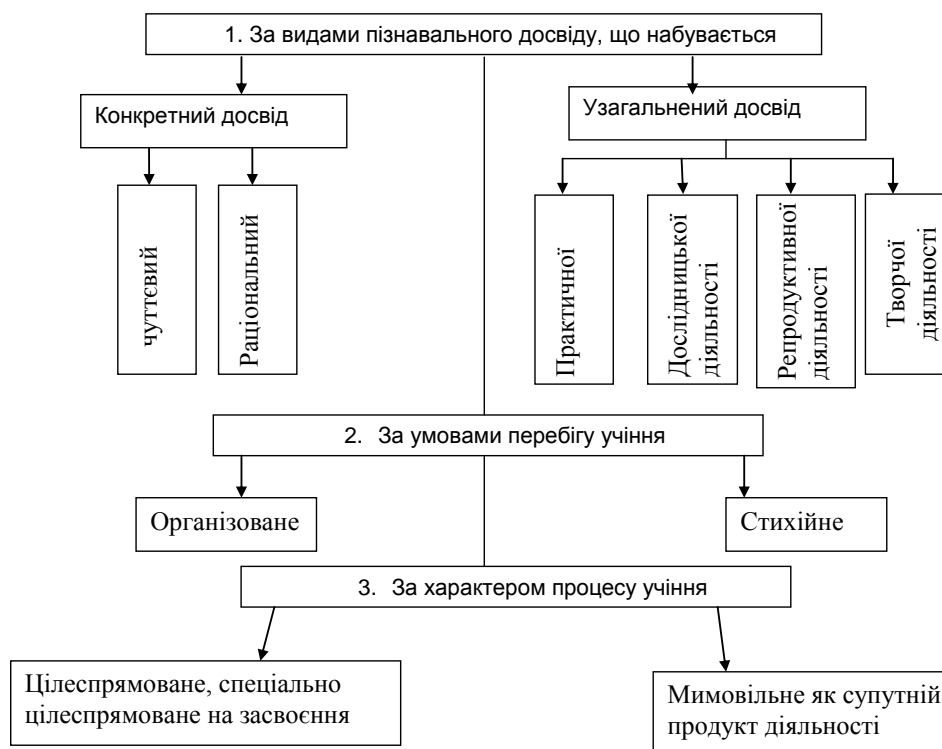 1. За видами пізнавального досвіду, що набувається
Конкретний досвід
Узагальнений досвід
чуттєвий
Раціональний
Практичної
Дослідницької
діяльності
Репродуктивної
діяльності
Творчої
діяльності
2. За умовами перебігу учіння
Організоване
Стихійне
3. За характером процесу учіння
Цілеспрямоване, спеціально
цілеспрямоване на засвоєння
Мимовільне як супутній
продукт діяльності